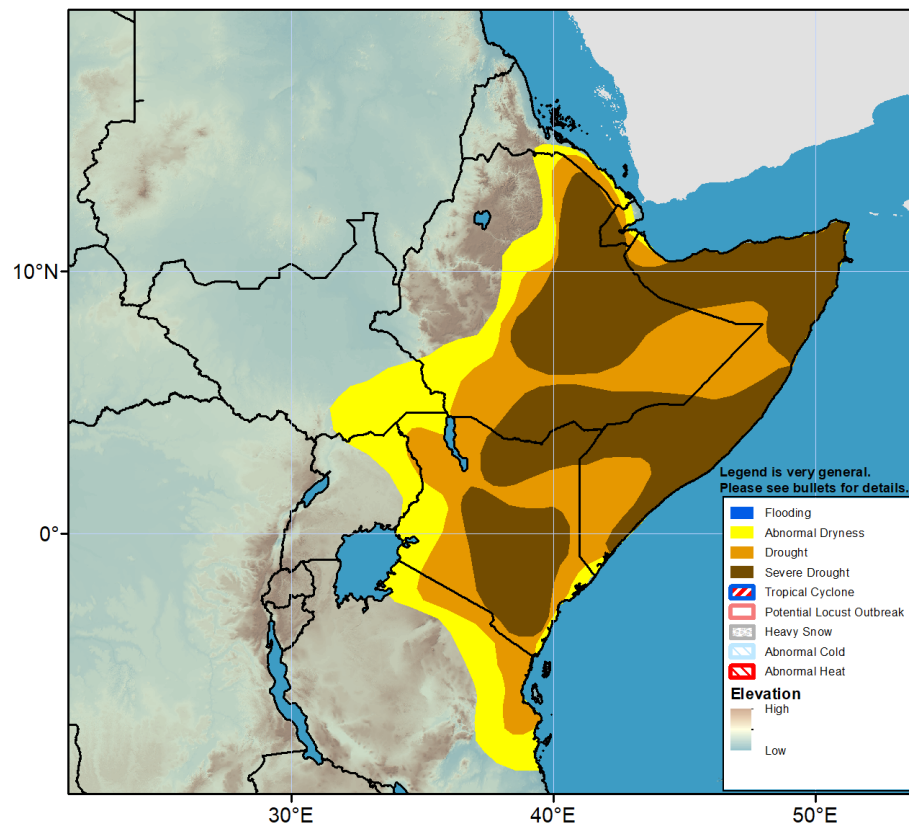 10°N
0°
30°E
40°E
50°E
Legend is very general.
Please see bullets for details.
Flooding
Abnormal Dryness
Drought
Severe Drought
Tropical Cyclone
Potential Locust Outbreak
Heavy Snow
Abnormal Cold
Abnormal Heat
Elevation
High
Low